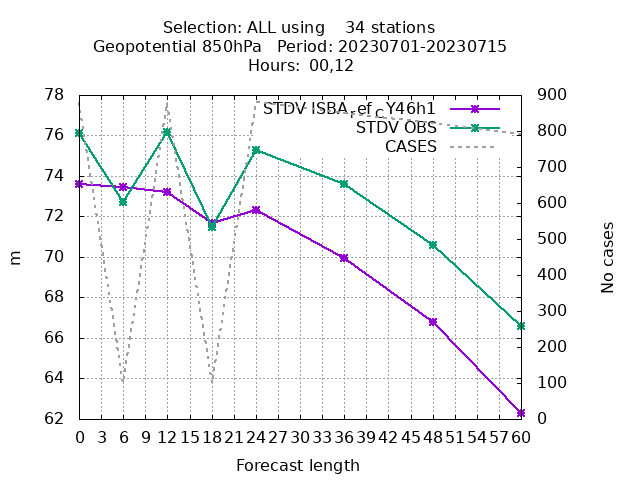 Selection: ALL using    34 stations
Geopotential 850hPa   Period: 20230701-20230715
Hours:  00,12
78
76
74
72
70
68
66
64
62
m
900
800
700
600
500
400
300
200
100
0
No cases
STDV ISBA,ef_CY46h1
STDV OBS
CASES
0 3 6 9 12 15 18 21 24 27 30 33 36 39 42 45 48 51 54 57 60
Forecast length